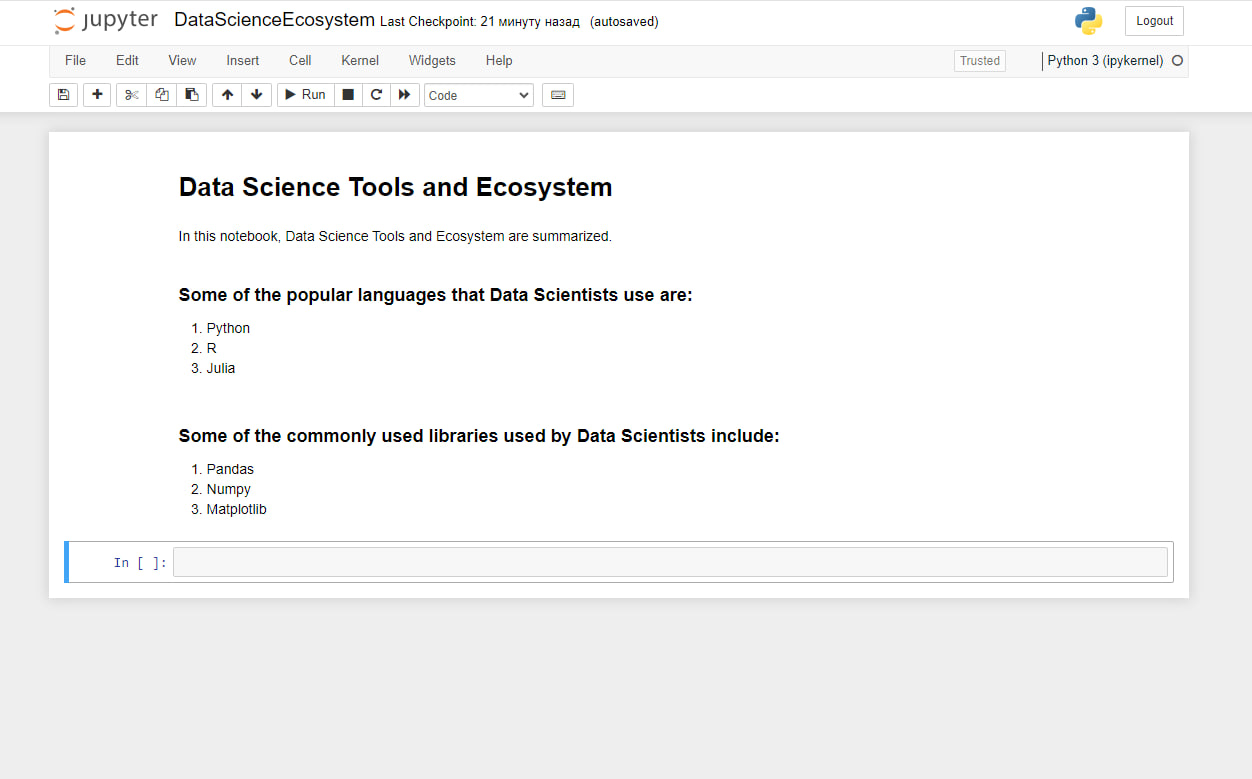 jupyter DataScienceEcosystem Last Checkpoint: 21 минуту назад (autosaved) Logout
File Edit View Insert Cell Kernel Widgets Help Trusted Python 3 (ipykernel)
Run Code
Data Science Tools and Ecosystem
In this notebook, Data Science Tools and Ecosystem are summarized.
Some of the popular languages that Data Scientists use are:
1. Python
2. R
3. Julia
Some of the commonly used libraries used by Data Scientists include:
1. Pandas
2. Numpy
3. Matplotlib
In [ ]: